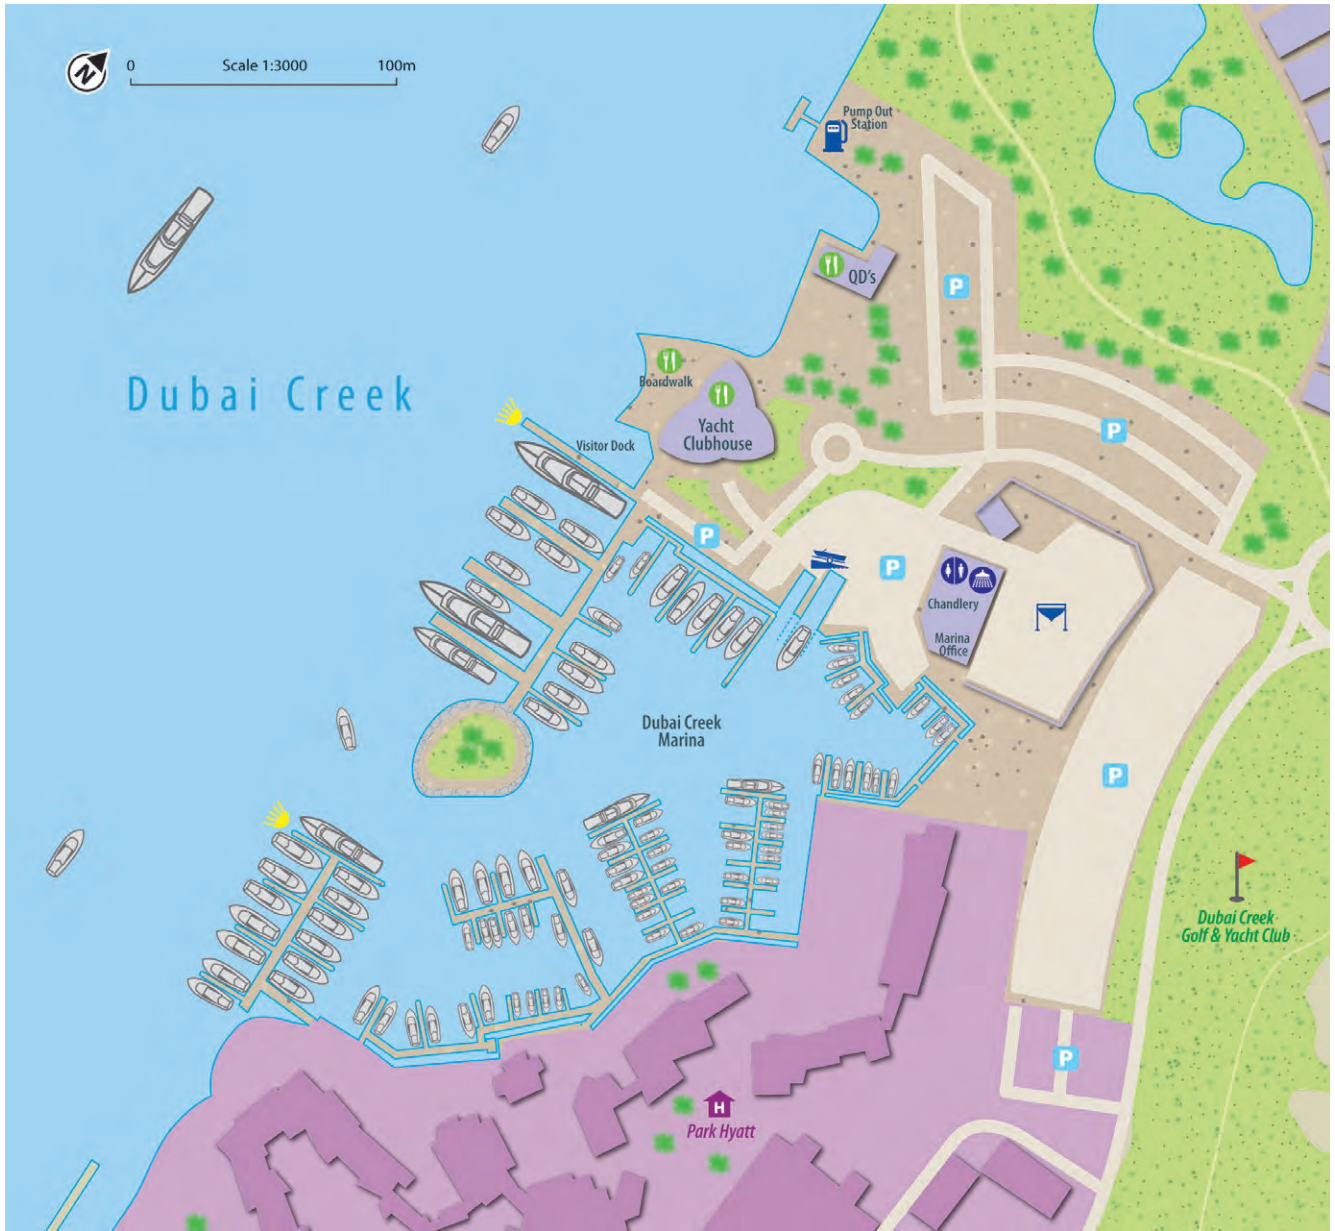 N
0
Scale 1:3000
100m
Pump Out
Station
QD's
P
Boardwalk
Dubai Creek
Yacht
Clubhouse
Visitor Dock
P
P
P
Chandlery
Marina
Office
Dubai Creek
Marina
P
Dubai Creek
Golf & Yacht Club
P
H
Park Hyatt